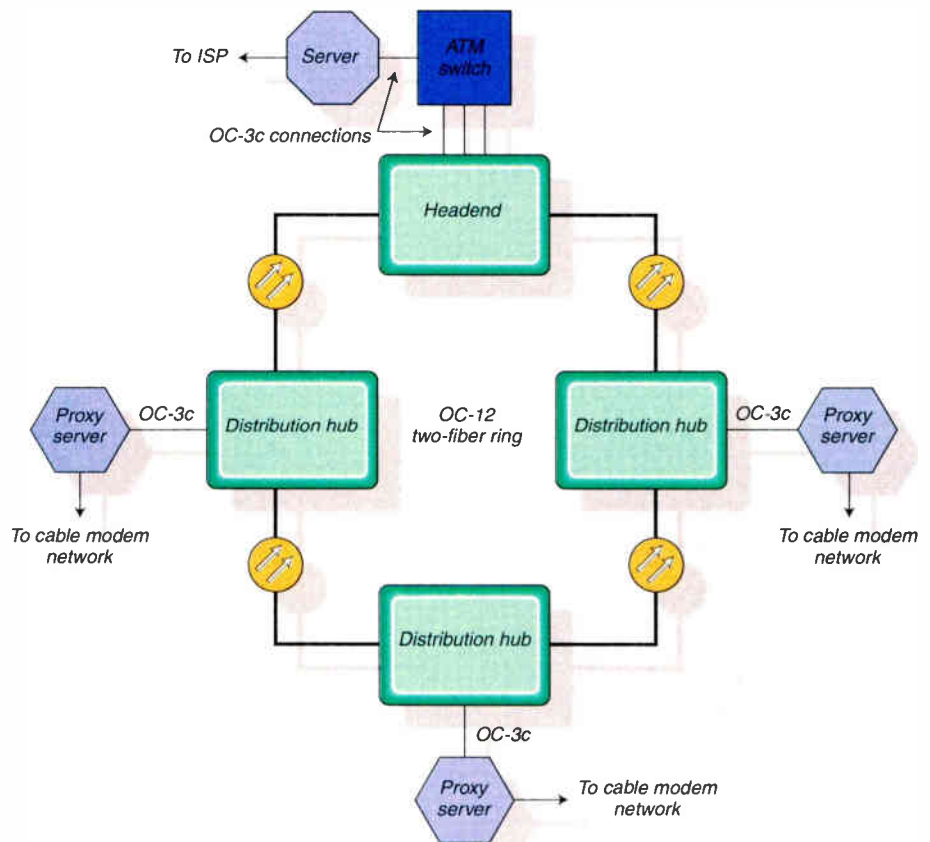 To ISP
Server
ATM
switch
OC-3c connections
Headend
Proxy
server
OC-3c
Distribution hub
OC-12
two-fiber ring
Distribution hub
OC-3c
Proxy
server
To cable modem
network
To cable modem
network
Distribution hub
OC-3c
Proxy
server
To cable modem
network